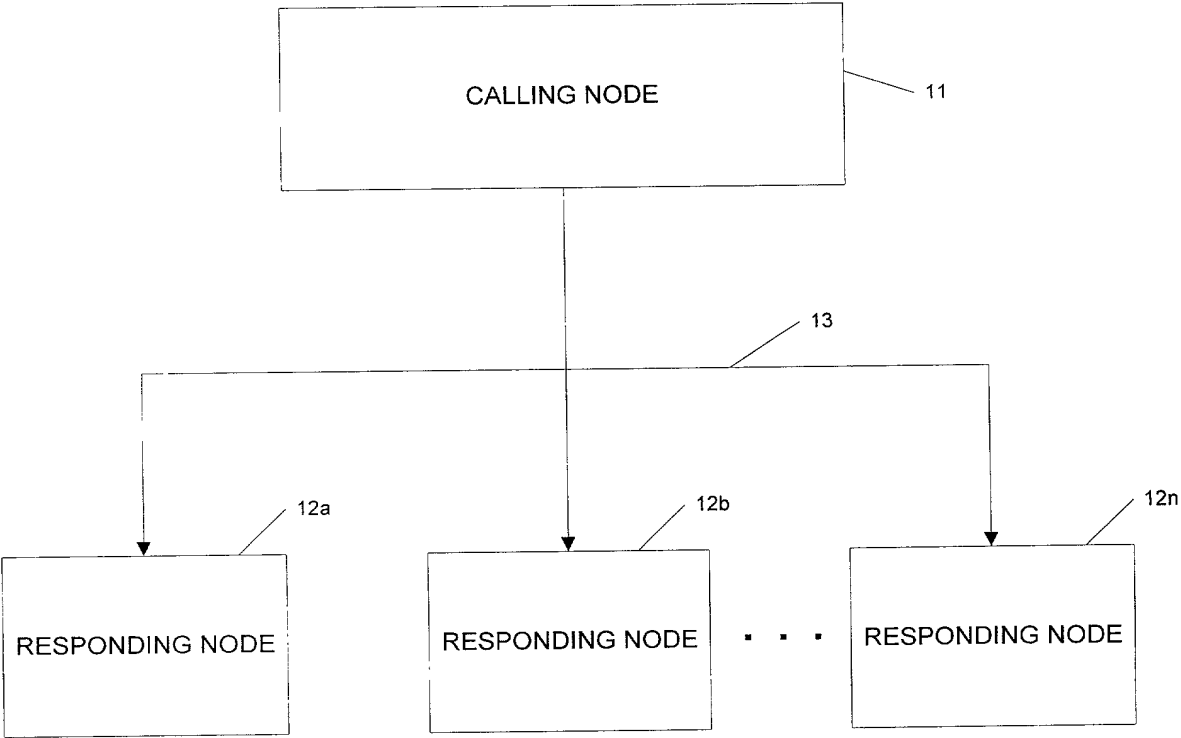 CALLING NODE
11
13
12a
12b
12n
RESPONDING NODE
RESPONDING NODE
. . .
RESPONDING NODE